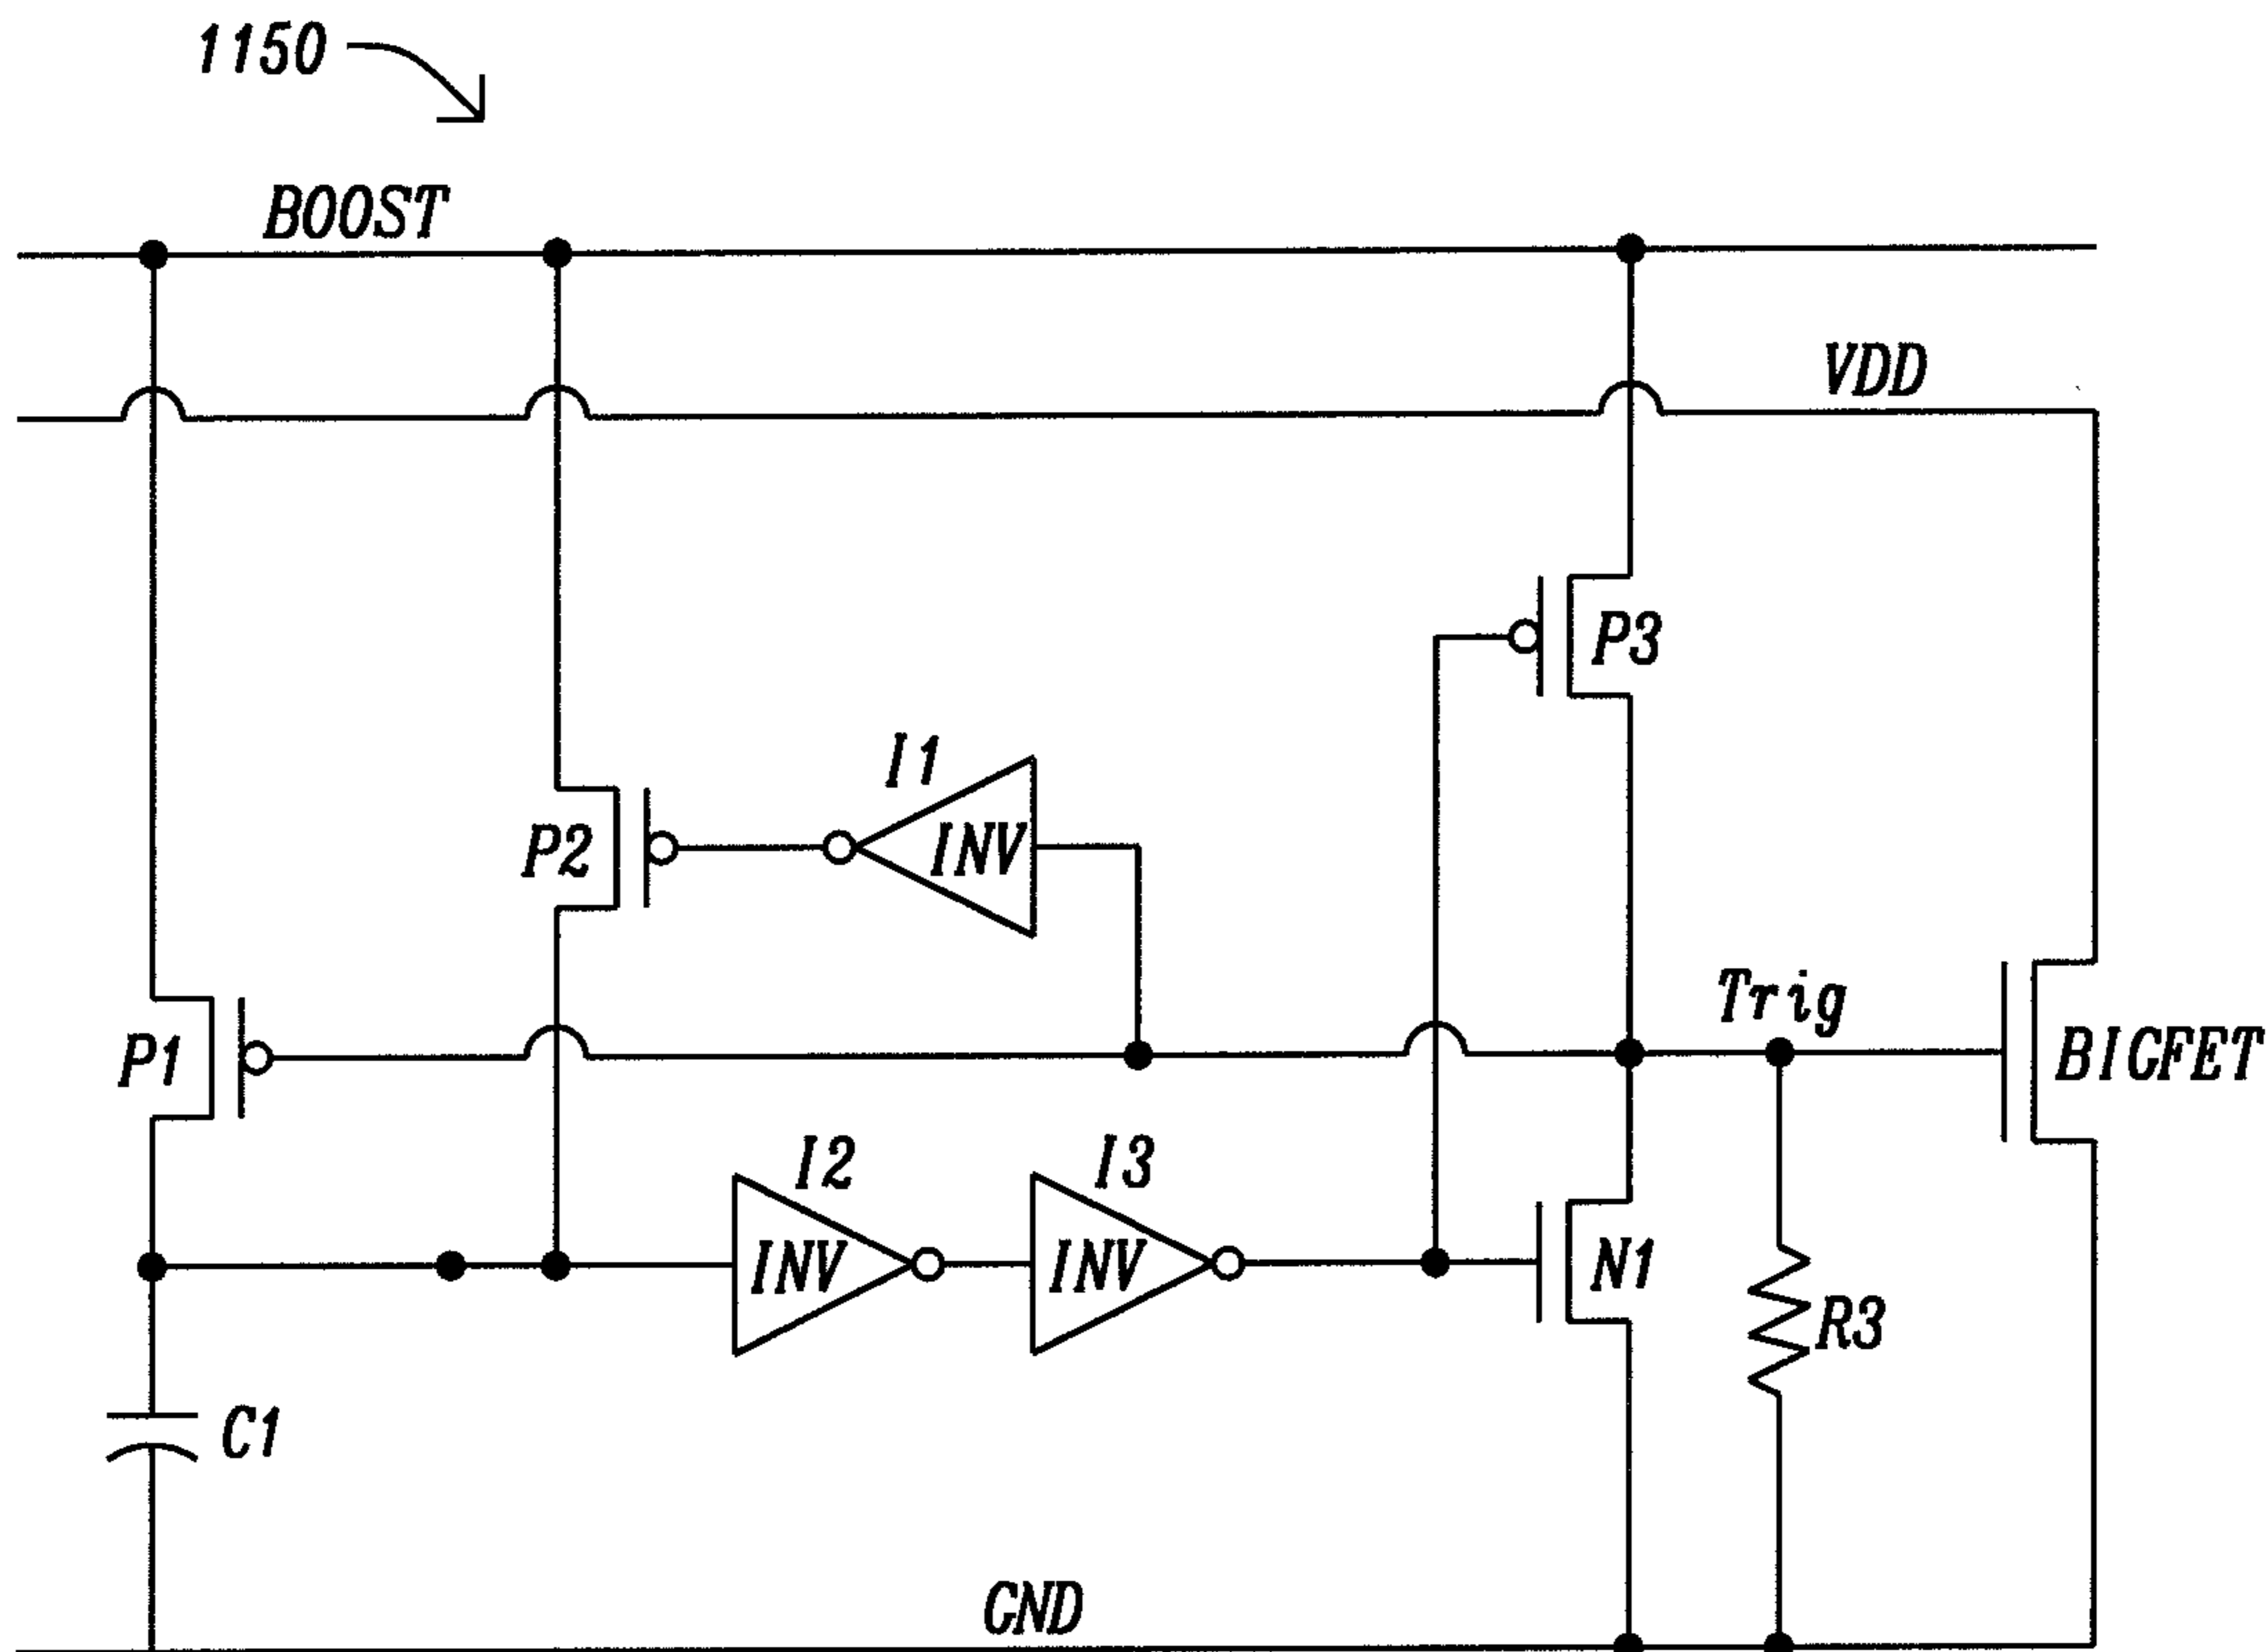 1150
BOOST
VDD
P3
I1
INV
P2
Trig
P1
BIGFET
I2
I3
INV
INV
N1
R3
C1
GND